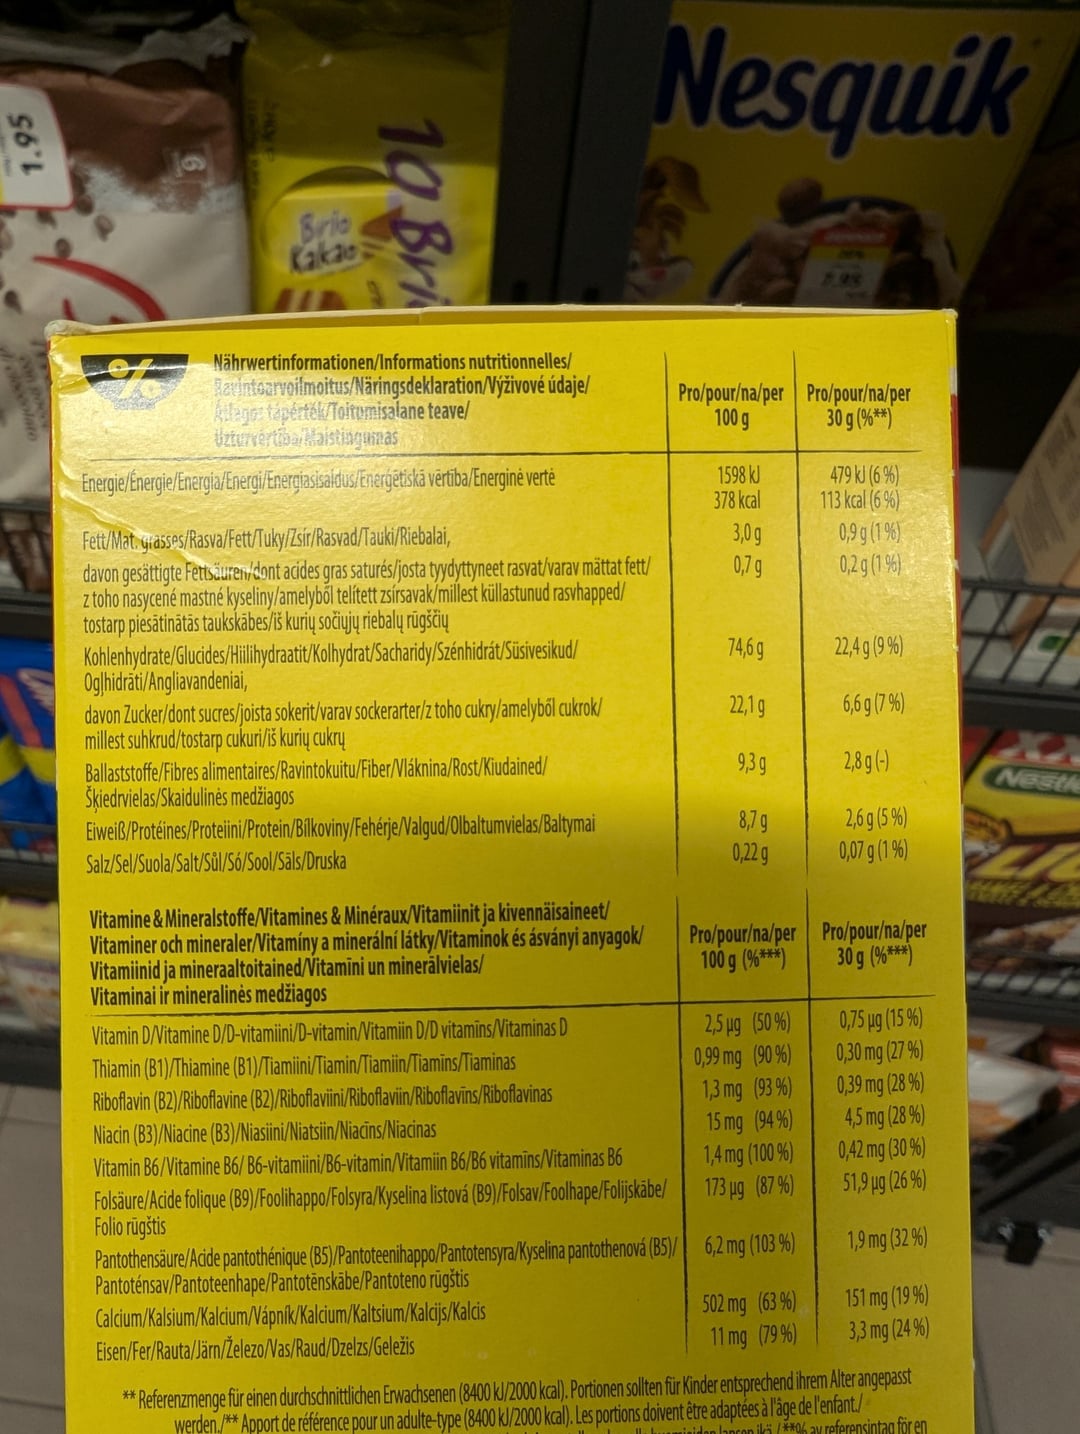 1.95
Brilo
Kakao
10 Bri
Nesquik
Nestlé
%
Nährwertinformationen/Informations nutritionnelles/
Ravintoarvoilmoitus/Näringsdeklaration/Výživové údaje/
Átlagos tápérték/Toitumisalane teave/
Uzturvērtība/Maistingumas
Pro/pour/na/per
100 g
Pro/pour/na/per
30 g (%**)
Energie/Énergie/Energia/Energi/Energiasisaldus/Enerģētiskā vērtība/Energinė vertė
1598 kJ
378 kcal
479 kJ (6 %)
113 kcal (6 %)
Fett/Mat. grasses/Rasva/Fett/Tuky/Zsír/Rasvad/Tauki/Riebalai,
3,0 g
0,9 g (1 %)
davon gesättigte Fettsäuren/dont acides gras saturés/josta tyydyttyneet rasvat/varav mättat fett/
z toho nasycené mastné kyseliny/amelyből telített zsírsavak/millest küllastunud rasvhapped/
tostarp piesātinātās taukskābes/iš kurių sočiųjų riebalų rūgščių
0,7 g
0,2 g (1 %)
Kohlenhydrate/Glucides/Hiilihydraatit/Kolhydrat/Sacharidy/Szénhidrát/Süsivesikud/
Ogļhidrāti/Angliavandeniai,
74,6 g
22,4 g (9 %)
davon Zucker/dont sucres/joista sokerit/varav sockerarter/z toho cukry/amelyből cukrok/
millest suhkrud/tostarp cukuri/iš kurių cukrų
22,1 g
6,6 g (7 %)
Ballaststoffe/Fibres alimentaires/Ravintokuitu/Fiber/Vláknina/Rost/Kiudained/
Šķiedrvielas/Skaidulinės medžiagos
9,3 g
2,8 g (-)
Eiweiß/Protéines/Proteiini/Protein/Bílkoviny/Fehérje/Valgud/Olbaltumvielas/Baltymai
8,7 g
2,6 g (5 %)
Salz/Sel/Suola/Salt/Sůl/Só/Sool/Sāls/Druska
0,22 g
0,07 g (1 %)
Vitamine & Mineralstoffe/Vitamines & Minéraux/Vitamiinit ja kivennäisaineet/
Vitaminer och mineraler/Vitamíny a minerální látky/Vitaminok és ásványi anyagok/
Vitamiinid ja mineraaltoitained/Vitamīni un minerālvielas/
Vitaminai ir mineralinės medžiagos
Pro/pour/na/per
100 g (%***)
Pro/pour/na/per
30 g (%***)
Vitamin D/Vitamine D/D-vitamiini/D-vitamin/Vitamiin D/D vitamīns/Vitaminas D
2,5 µg (50 %)
0,75 µg (15 %)
Thiamin (B1)/Thiamine (B1)/Tiamiini/Tiamin/Tiamiin/Tiamīns/Tiaminas
0,99 mg (90 %)
0,30 mg (27 %)
Riboflavin (B2)/Riboflavine (B2)/Riboflaviini/Riboflaviin/Riboflavīns/Riboflavinas
1,3 mg (93 %)
0,39 mg (28 %)
Niacin (B3)/Niacine (B3)/Niasiini/Niatsiin/Niacīns/Niacinas
15 mg (94 %)
4,5 mg (28 %)
Vitamin B6/Vitamine B6/ B6-vitamiini/B6-vitamin/Vitamiin B6/B6 vitamīns/Vitaminas B6
1,4 mg (100 %)
0,42 mg (30 %)
Folsäure/Acide folique (B9)/Foolihappo/Folsyra/Kyselina listová (B9)/Folsav/Foolhape/Folijskābe/
Folio rūgštis
173 µg (87 %)
51,9 µg (26 %)
Pantothensäure/Acide pantothénique (B5)/Pantoteenihappo/Pantotensyra/Kyselina pantothenová (B5)/
Pantoténsav/Pantoteenhape/Pantotēnskābe/Pantoteno rūgštis
6,2 mg (103 %)
1,9 mg (32 %)
Calcium/Kalsium/Kalcium/Vápník/Kalcium/Kaltsium/Kalcijs/Kalcis
502 mg (63 %)
151 mg (19 %)
Eisen/Fer/Rauta/Järn/Železo/Vas/Raud/Dzelzs/Geležis
11 mg (79 %)
3,3 mg (24 %)
** Referenzmenge für einen durchschnittlichen Erwachsenen (8400 kJ/2000 kcal). Portionen sollten für Kinder entsprechend ihrem Alter angepasst
werden./** Apport de référence pour un adulte-type (8400 kJ/2000 kcal). Les portions doivent être adaptées à l'âge de l'enfant./
lapsen ikä./**% av referensintag för en